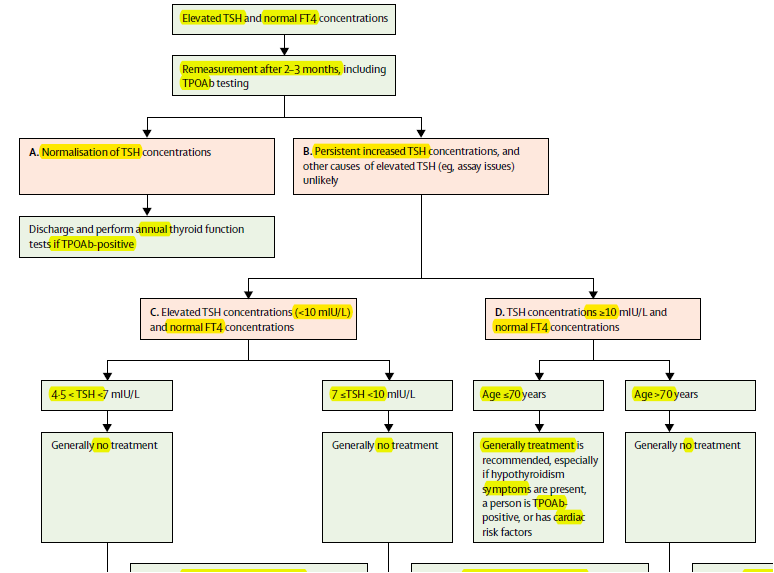 Elevated TSH and normal FT4 concentrations
Remeasurement after 2–3 months, including
TPOAb testing
A. Normalisation of TSH concentrations
B. Persistent increased TSH concentrations, and
other causes of elevated TSH (eg, assay issues)
unlikely
Discharge and perform annual thyroid function
tests if TPOAb-positive
C. Elevated TSH concentrations (<10 mIU/L)
and normal FT4 concentrations
D. TSH concentrations ≥10 mIU/L and
normal FT4 concentrations
4·5 < TSH <7 mIU/L
7 ≤TSH <10 mIU/L
Age ≤70 years
Age >70 years
Generally no treatment
Generally no treatment
Generally treatment is
recommended, especially
if hypothyroidism
symptoms are present,
a person is TPOAb-
positive, or has cardiac
risk factors
Generally no treatment